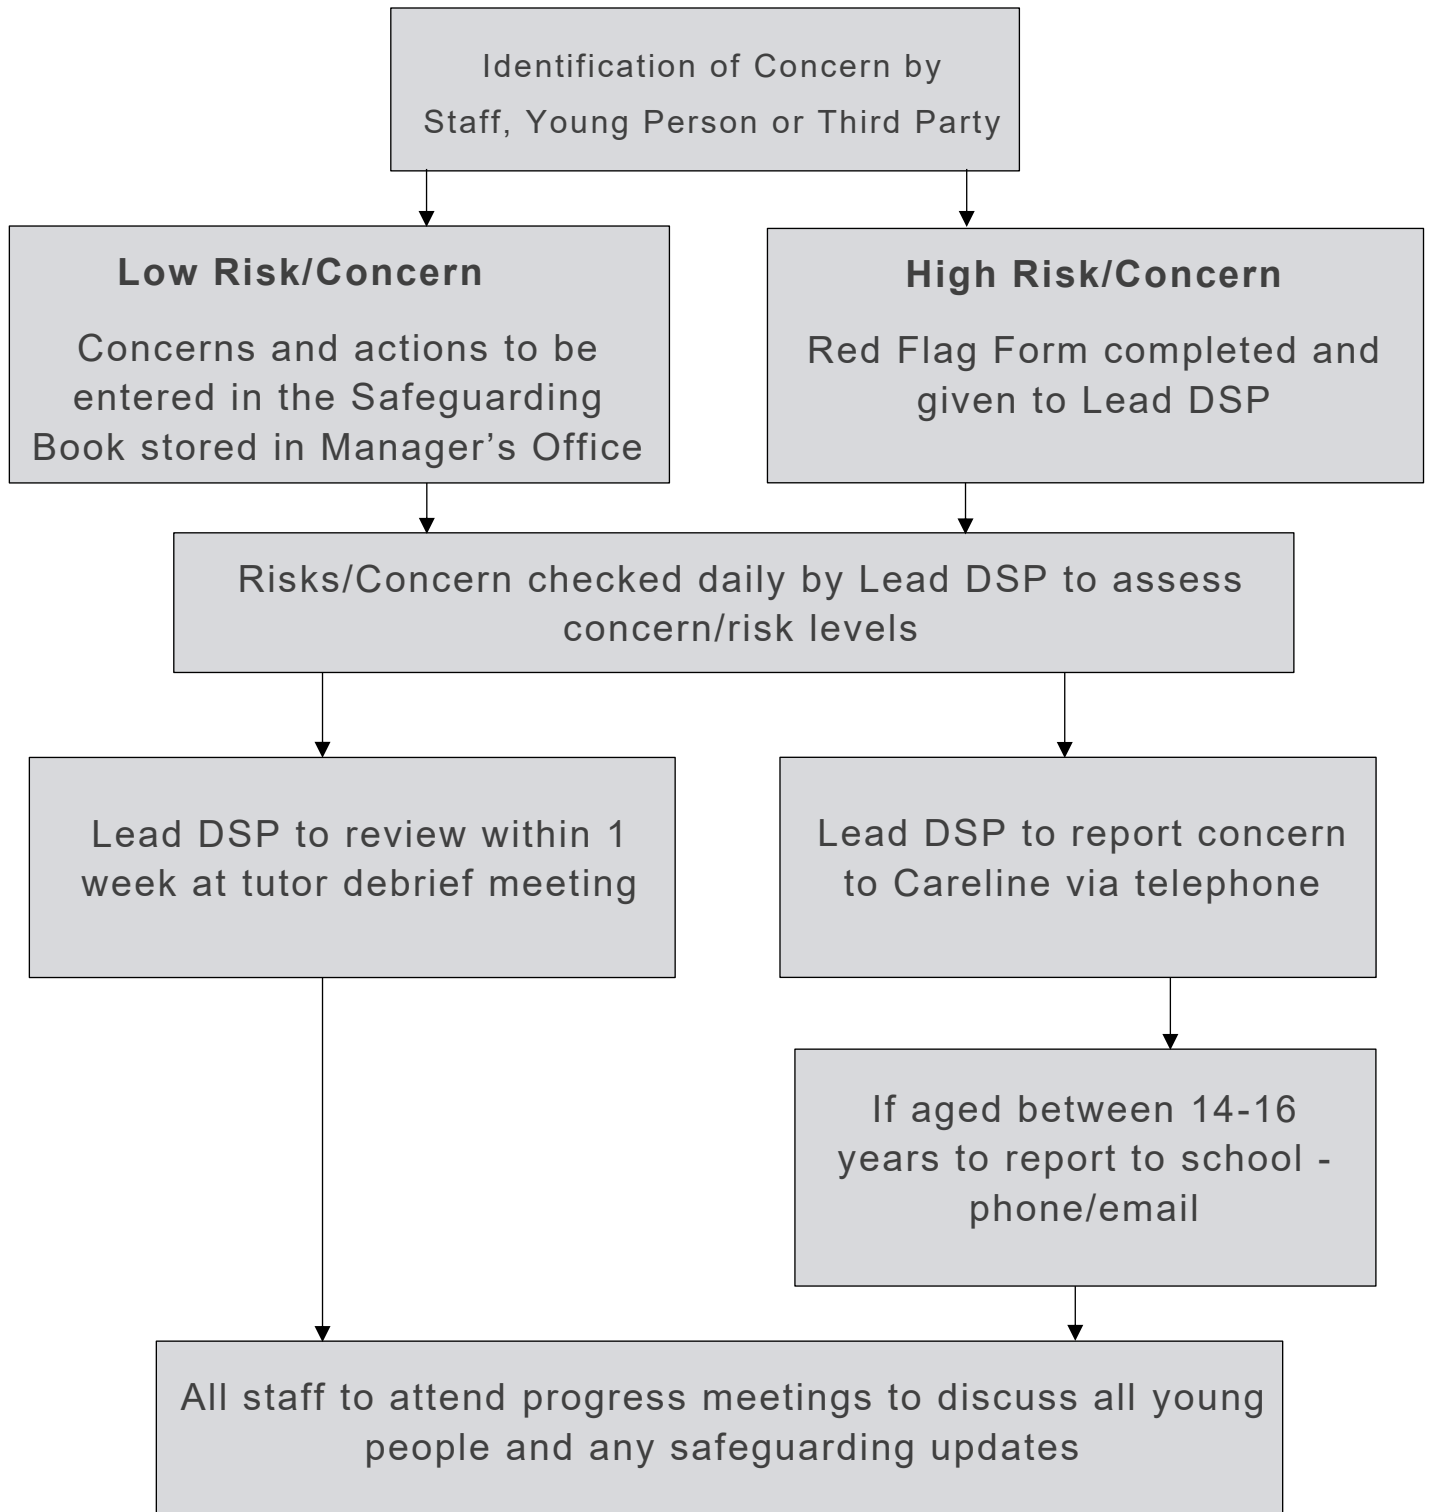 Identification of Concern by
Staff, Young Person or Third Party
Low Risk/Concern
Concerns and actions to be
entered in the Safeguarding
Book stored in Manager’s Office
High Risk/Concern
Red Flag Form completed and
given to Lead DSP
Risks/Concern checked daily by Lead DSP to assess
concern/risk levels
Lead DSP to review within 1
week at tutor debrief meeting
Lead DSP to report concern
to Careline via telephone
If aged between 14-16
years to report to school -
phone/email
All staff to attend progress meetings to discuss all young
people and any safeguarding updates